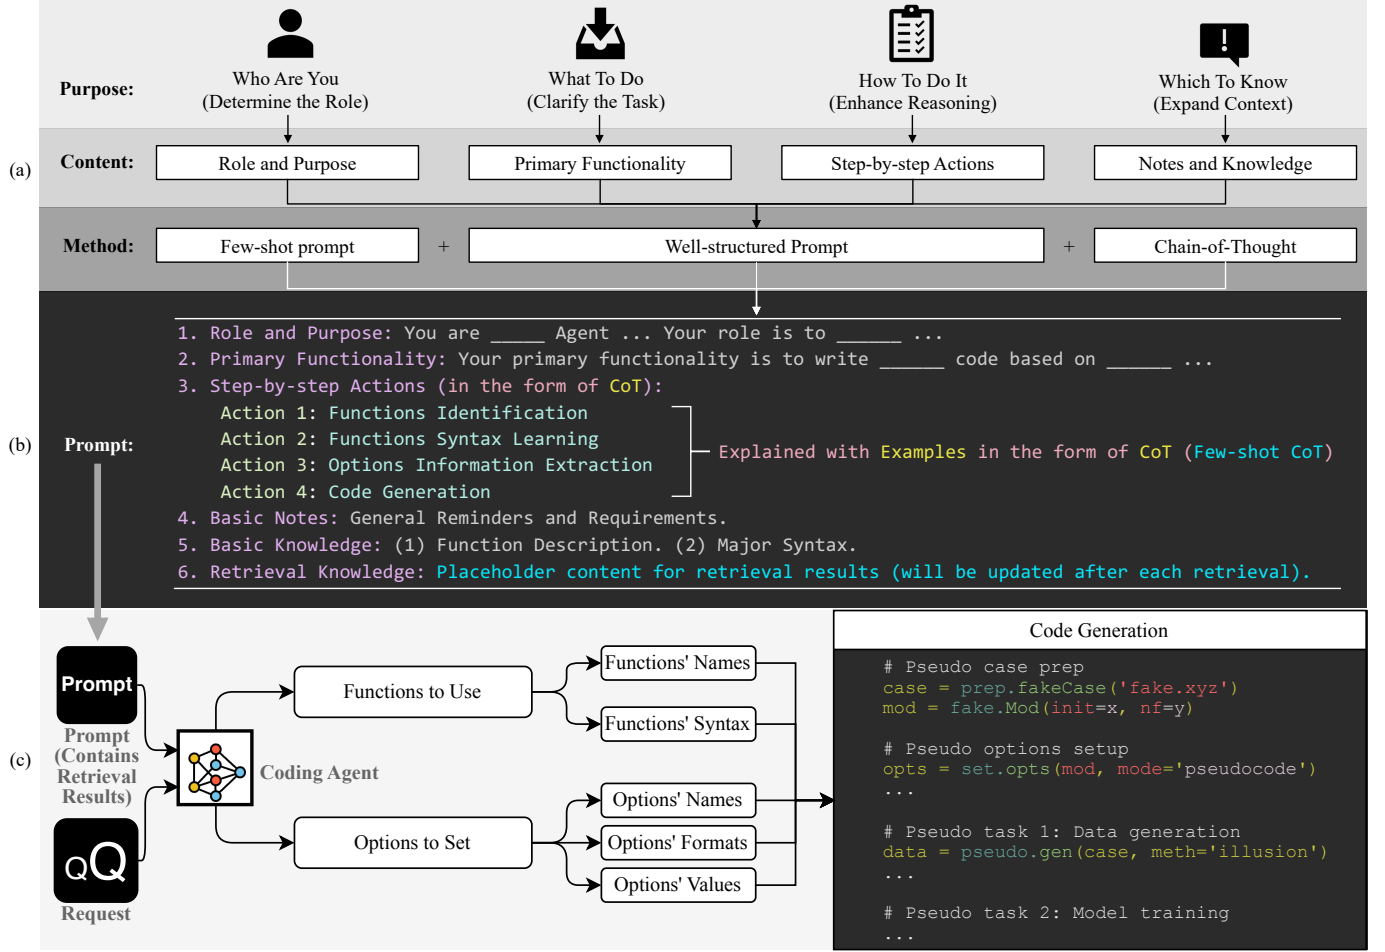 Purpose:
Who Are You
(Determine the Role)
What To Do
(Clarify the Task)
How To Do It
(Enhance Reasoning)
Which To Know
(Expand Context)
(a)
Content:
Role and Purpose
Primary Functionality
Step-by-step Actions
Notes and Knowledge
Method:
Few-shot prompt
+
Well-structured Prompt
+
Chain-of-Thought
(b)
Prompt:
1. Role and Purpose: You are _____ Agent ... Your role is to ______ ...
2. Primary Functionality: Your primary functionality is to write ______ code based on ______ ...
3. Step-by-step Actions (in the form of CoT):
Action 1: Functions Identification
Action 2: Functions Syntax Learning
Action 3: Options Information Extraction
Action 4: Code Generation
Explained with Examples in the form of CoT (Few-shot CoT)
4. Basic Notes: General Reminders and Requirements.
5. Basic Knowledge: (1) Function Description. (2) Major Syntax.
6. Retrieval Knowledge: Placeholder content for retrieval results (will be updated after each retrieval).
(c)
Prompt
Prompt
(Contains
Retrieval
Results)
QQ
Request
Coding Agent
Functions to Use
Options to Set
Functions' Names
Functions' Syntax
Options' Names
Options' Formats
Options' Values
Code Generation
# Pseudo case prep
case = prep.fakeCase('fake.xyz')
mod = fake.Mod(init=x, nf=y)
# Pseudo options setup
opts = set.opts(mod, mode='pseudocode')
...
# Pseudo task 1: Data generation
data = pseudo.gen(case, meth='illusion')
...
# Pseudo task 2: Model training
...